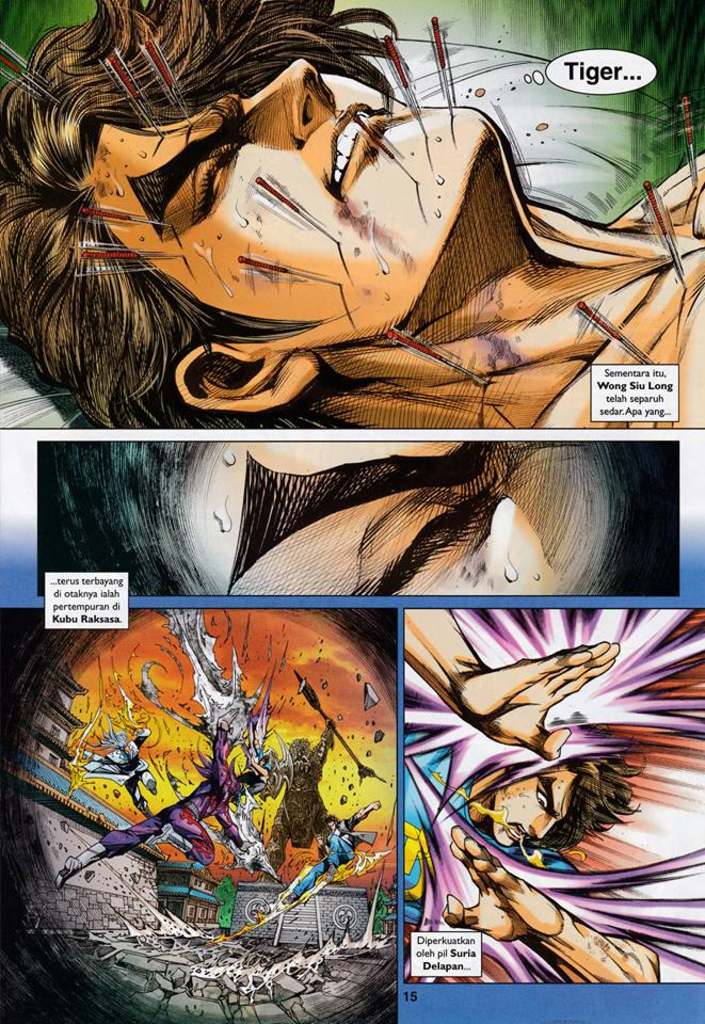 Tiger...
Sementara itu,
Wong Siu Long
telah separuh
sedar. Apa yang...
...terus terbayang
di otaknya ialah
pertempuran di
Kubu Raksasa.
Diperkuatkan
oleh pil Suria
Delapan...
15